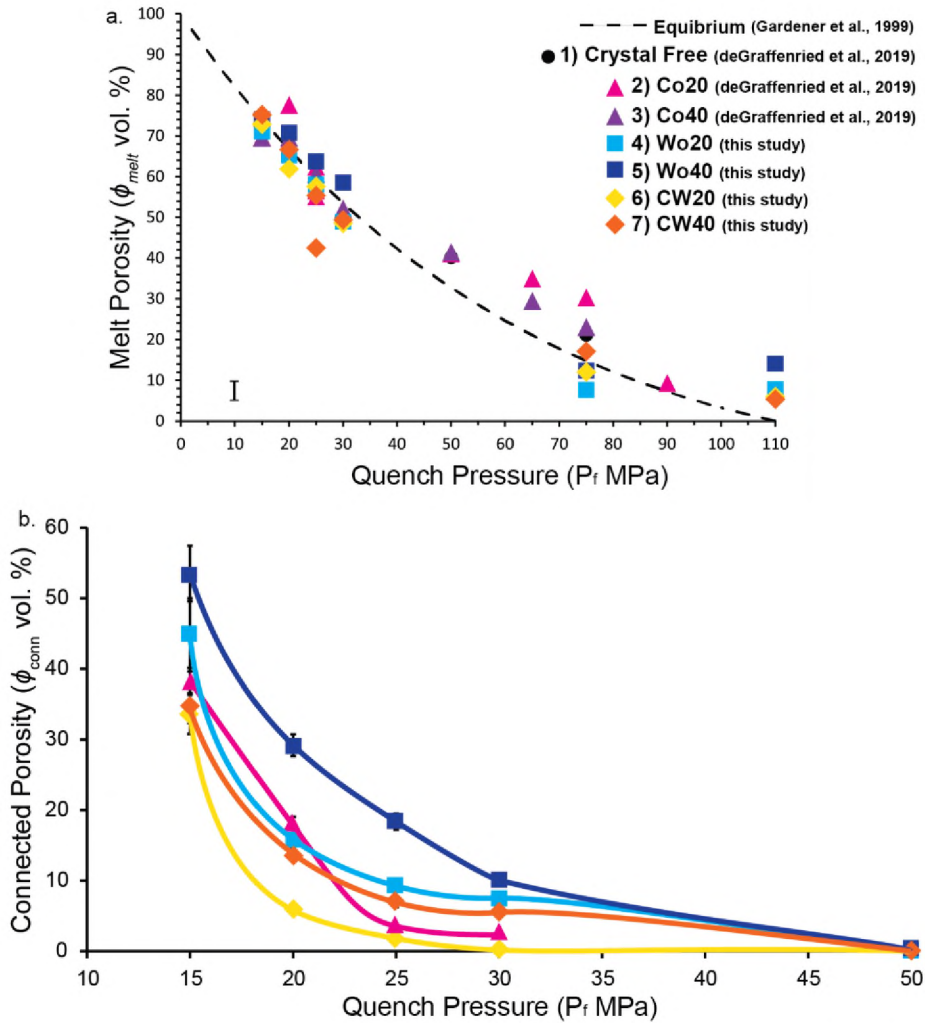 a.
100
90
80
70
60
50
40
30
20
10
0
Melt Porosity (ϕmelt vol. %)
Equibrium (Gardener et al., 1999)
1) Crystal Free (deGraffenried et al., 2019)
2) Co20 (deGraffenried et al., 2019)
3) Co40 (deGraffenried et al., 2019)
4) Wo20 (this study)
5) Wo40 (this study)
6) CW20 (this study)
7) CW40 (this study)
0 10 20 30 40 50 60 70 80 90 100 110
Quench Pressure (Pf MPa)
b.
60
50
40
30
20
10
0
Connected Porosity (ϕconn vol. %)
10 15 20 25 30 35 40 45 50
Quench Pressure (Pf MPa)